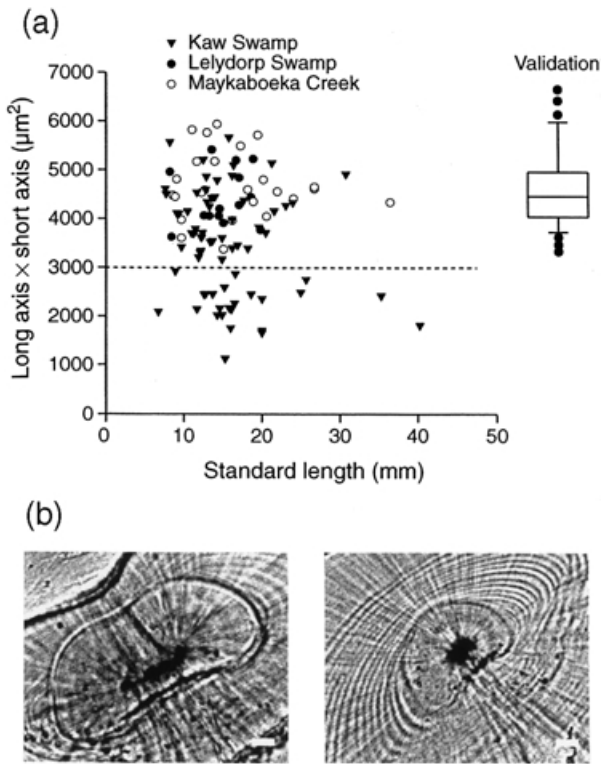 (a)
Kaw Swamp
Lelydorp Swamp
Maykaboeka Creek
Validation
7000
6000
5000
4000
3000
2000
1000
0
Long axis × short axis (μm²)
0 10 20 30 40 50
Standard length (mm)
(b)